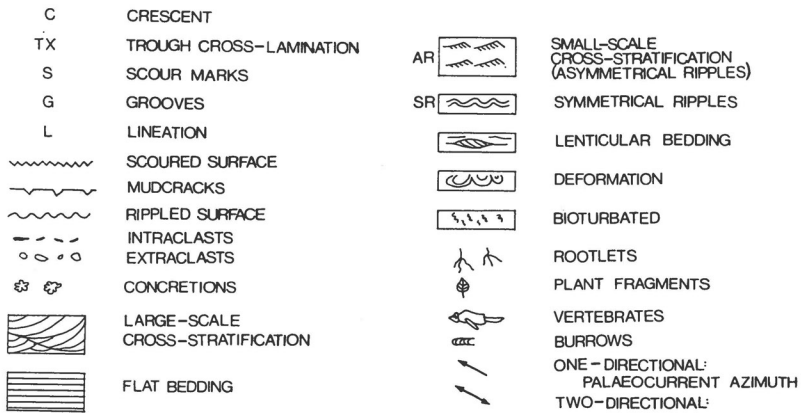 C CRESCENT
TX TROUGH CROSS-LAMINATION
S SCOUR MARKS
G GROOVES
L LINEATION
SCOURED SURFACE
MUDCRACKS
RIPPLED SURFACE
INTRACLASTS
EXTRACLASTS
CONCRETIONS
LARGE-SCALE
CROSS-STRATIFICATION
FLAT BEDDING
SMALL-SCALE
AR CROSS-STRATIFICATION
(ASYMMETRICAL RIPPLES)
SR SYMMETRICAL RIPPLES
LENTICULAR BEDDING
DEFORMATION
BIOTURBATED
ROOTLETS
PLANT FRAGMENTS
VERTEBRATES
BURROWS
ONE-DIRECTIONAL:
PALAEOCURRENT AZIMUTH
TWO-DIRECTIONAL: